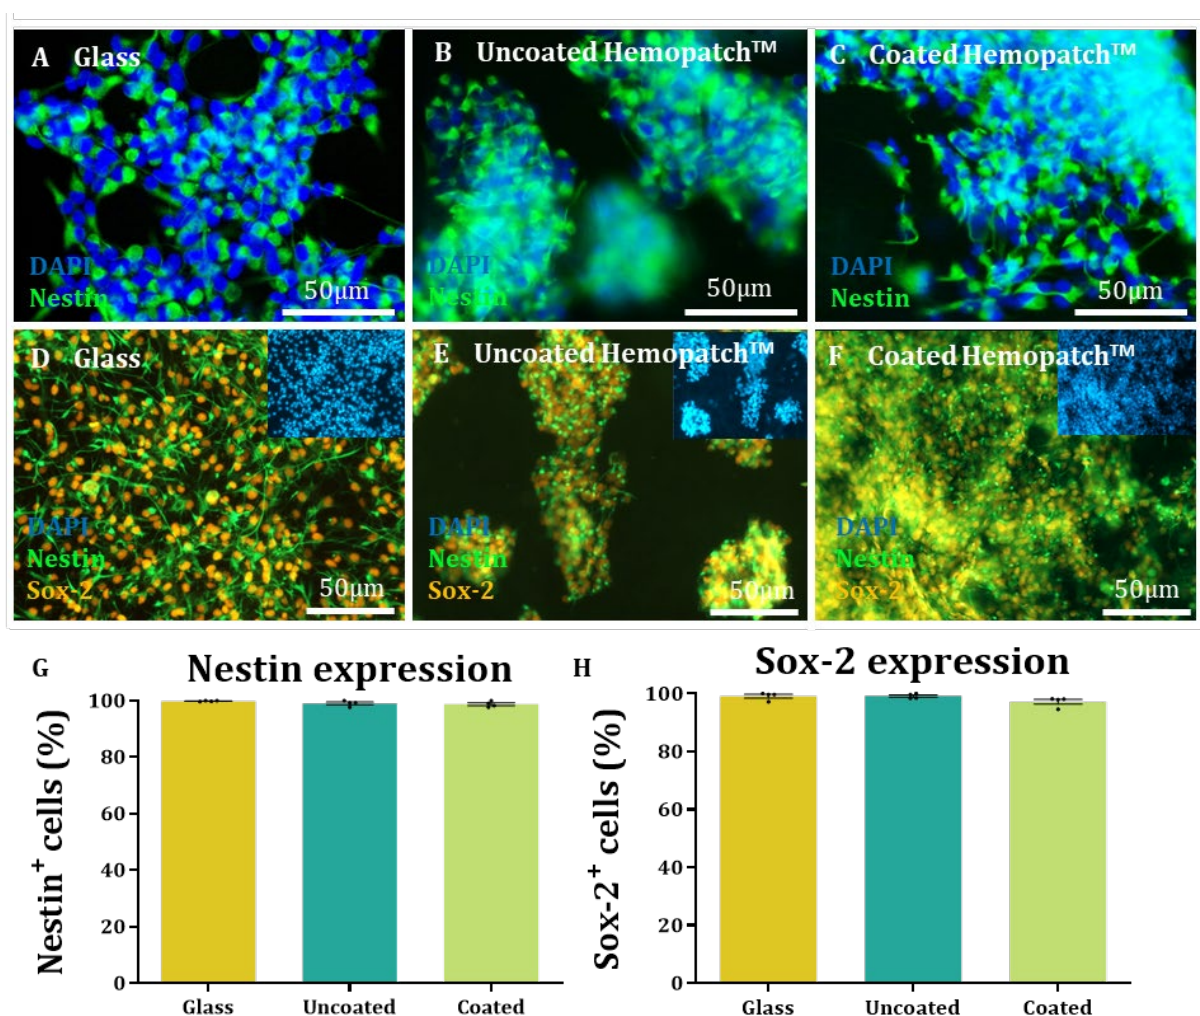 A Glass
B Uncoated Hemopatch™
C Coated Hemopatch™
DAPI
Nestin
50μm
DAPI
Nestin
50μm
DAPI
Nestin
50μm
D Glass
E Uncoated Hemopatch™
F Coated Hemopatch™
DAPI
Nestin
Sox-2
50μm
DAPI
Nestin
Sox-2
50μm
DAPI
Nestin
Sox-2
50μm
G Nestin expression
Nestin⁺ cells (%)
100
80
60
40
20
0
Glass Uncoated Coated
H Sox-2 expression
Sox-2⁺ cells (%)
100
80
60
40
20
0
Glass Uncoated Coated